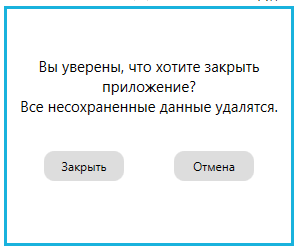 Вы уверены, что хотите закрыть
приложение?
Все несохраненные данные удалятся.
Закрыть
Отмена